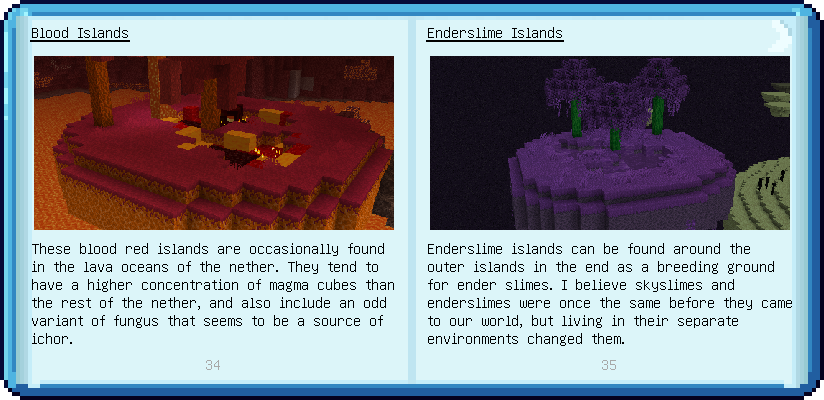 Blood Islands
These blood red islands are occasionally found
in the lava oceans of the nether. They tend to
have a higher concentration of magma cubes than
the rest of the nether, and also include an odd
variant of fungus that seems to be a source of
ichor.
34
Enderslime Islands
Enderslime islands can be found around the
outer islands in the end as a breeding ground
for ender slimes. I believe skyslimes and
enderslimes were once the same before they came
to our world, but living in their separate
environments changed them.
35